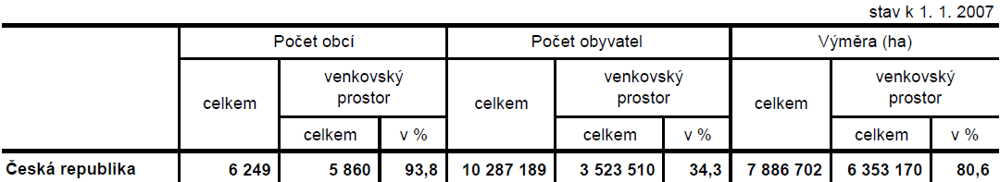 stav k 1. 1. 2007
Počet obcí Počet obyvatel Výměra (ha)
celkem venkovský prostor celkem venkovský prostor celkem venkovský prostor
celkem v % celkem v % celkem v %
Česká republika 6 249 5 860 93,8 10 287 189 3 523 510 34,3 7 886 702 6 353 170 80,6